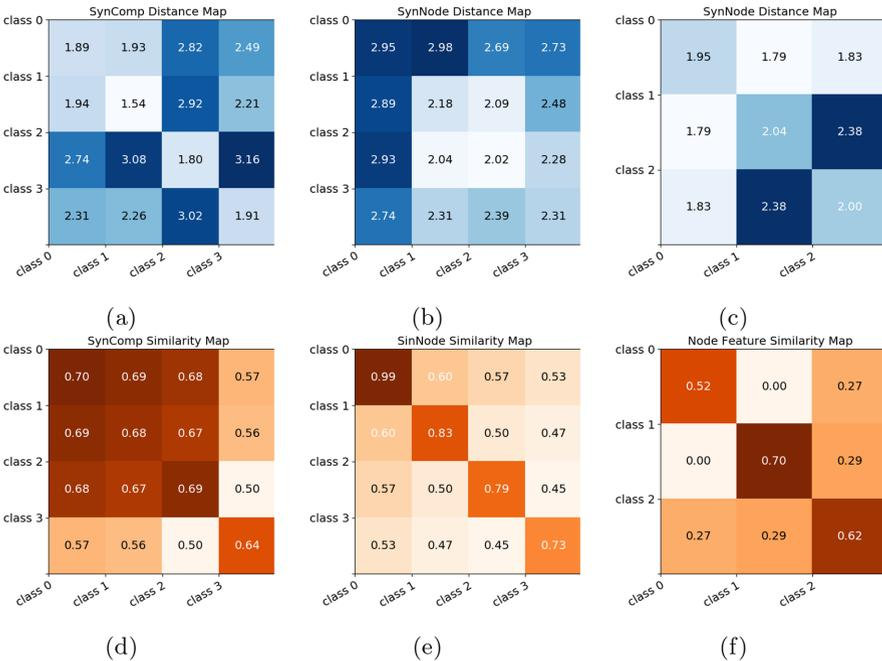 SynComp Distance Map
class 0
1.89 1.93 2.82 2.49
class 1
1.94 1.54 2.92 2.21
class 2
2.74 3.08 1.80 3.16
class 3
2.31 2.26 3.02 1.91
class 0 class 1 class 2 class 3
(a)
SynNode Distance Map
class 0
2.95 2.98 2.69 2.73
class 1
2.89 2.18 2.09 2.48
class 2
2.93 2.04 2.02 2.28
class 3
2.74 2.31 2.39 2.31
class 0 class 1 class 2 class 3
(b)
SynNode Distance Map
class 0
1.95 1.79 1.83
class 1
1.79 2.04 2.38
class 2
1.83 2.38 2.00
class 0 class 1 class 2
(c)
SynComp Similarity Map
class 0
0.70 0.69 0.68 0.57
class 1
0.69 0.68 0.67 0.56
class 2
0.68 0.67 0.69 0.50
class 3
0.57 0.56 0.50 0.64
class 0 class 1 class 2 class 3
(d)
SinNode Similarity Map
class 0
0.99 0.60 0.57 0.53
class 1
0.60 0.83 0.50 0.47
class 2
0.57 0.50 0.79 0.45
class 3
0.53 0.47 0.45 0.73
class 0 class 1 class 2 class 3
(e)
Node Feature Similarity Map
class 0
0.52 0.00 0.27
class 1
0.00 0.70 0.29
class 2
0.27 0.29 0.62
class 0 class 1 class 2
(f)